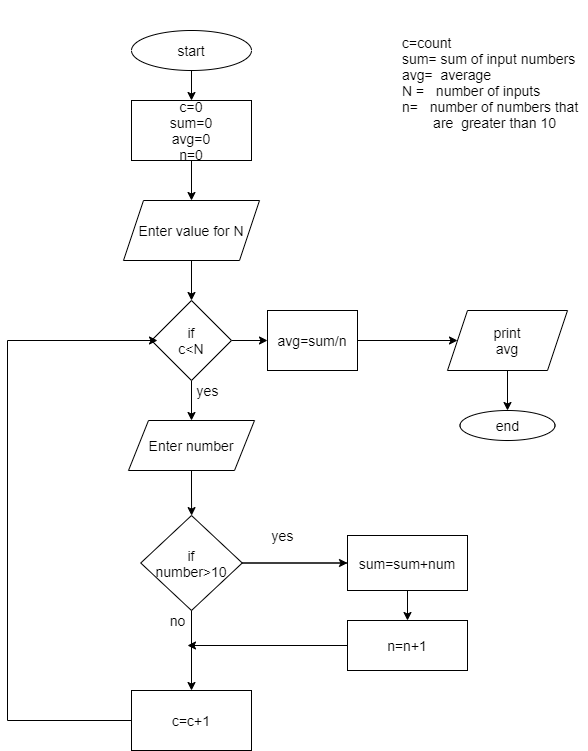 start
c=count
sum= sum of input numbers
avg= average
N = number of inputs
n= number of numbers that
are greater than 10
c=0
sum=0
avg=0
n=0
Enter value for N
if
c<N
avg=sum/n
print
avg
yes
end
Enter number
if
number>10
yes
sum=sum+num
no
n=n+1
c=c+1